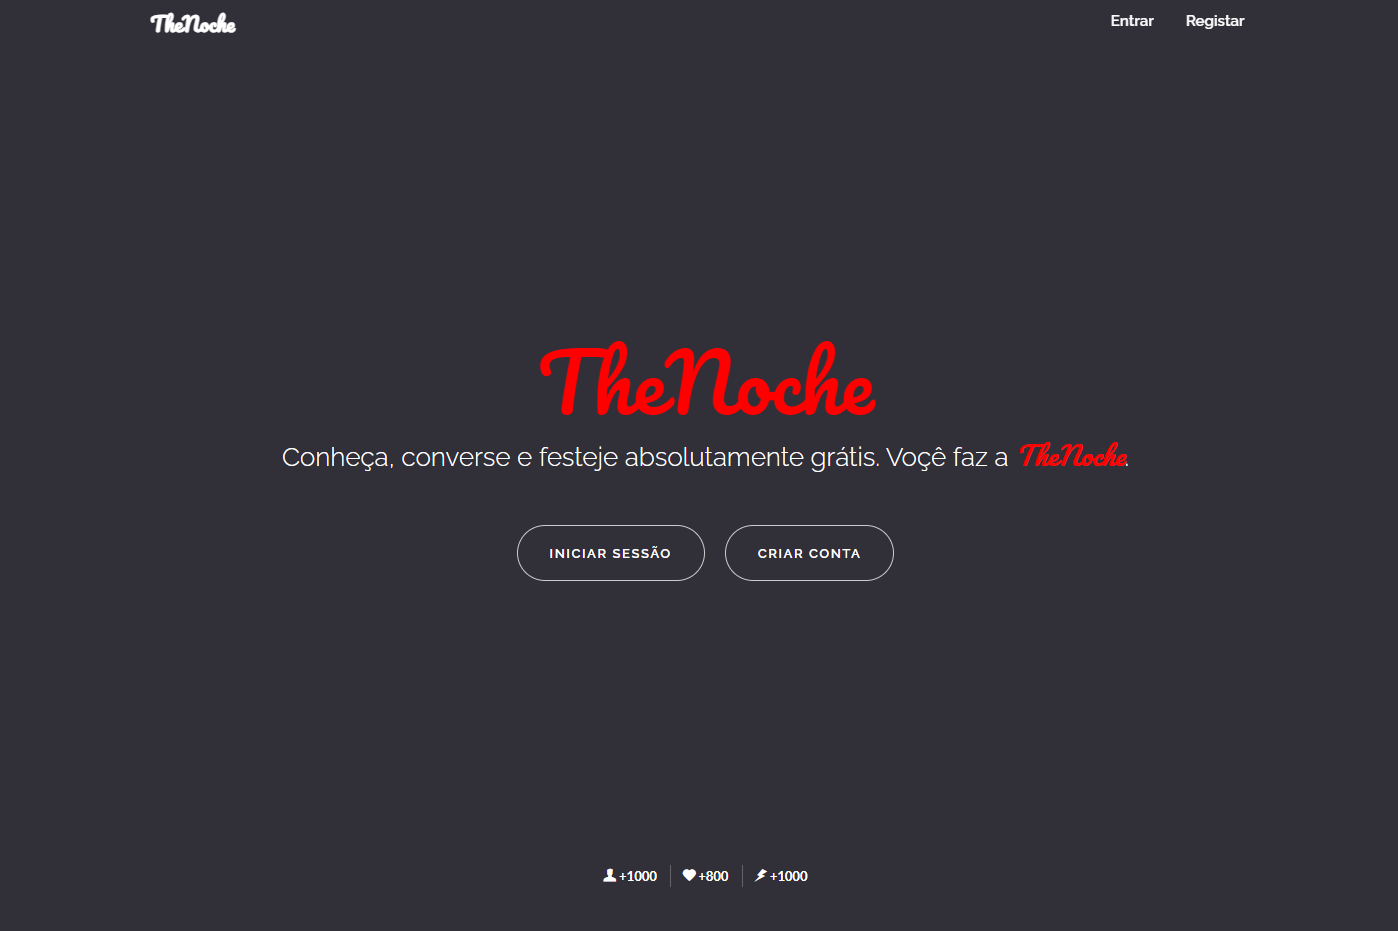 TheNoche
Entrar Registar
TheNoche
Conheça, converse e festeje absolutamente grátis. Voçê faz a TheNoche.
INICIAR SESSÃO CRIAR CONTA
+1000 +800 +1000